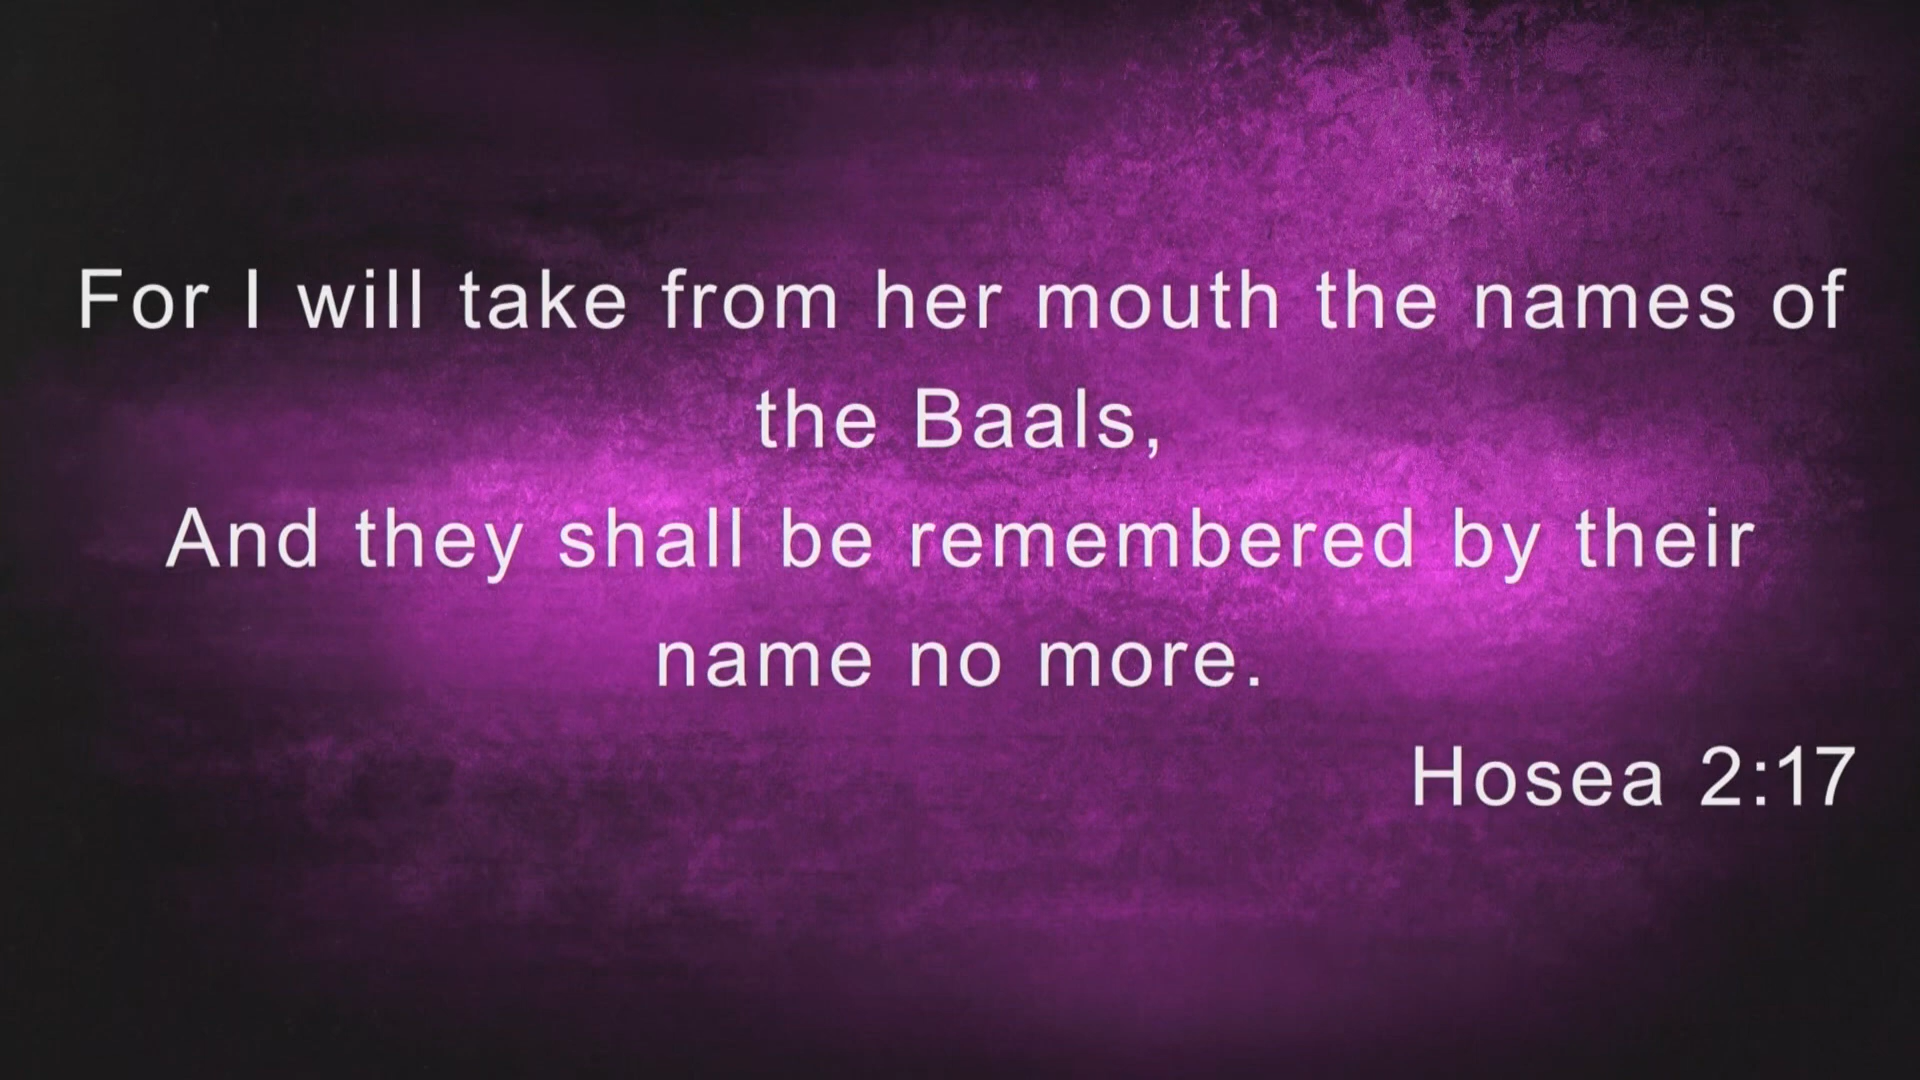 For I will take from her mouth the names of
the Baals,
And they shall be remembered by their
name no more.
Hosea 2:17